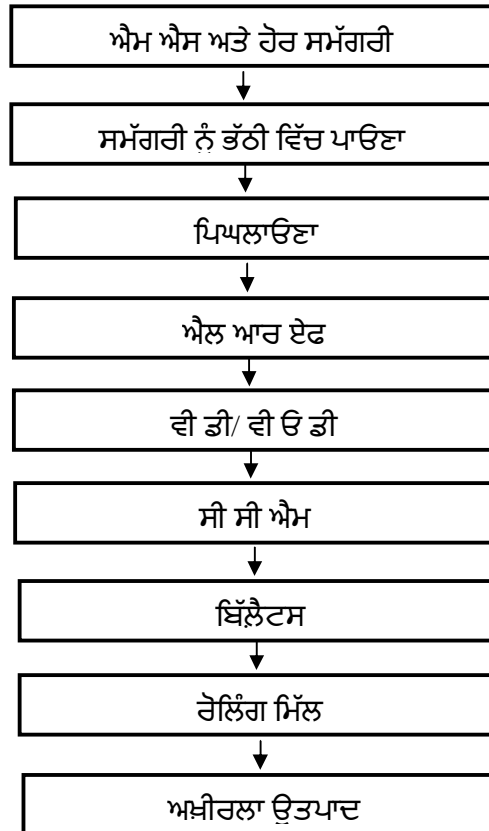 ਐਮ ਐਸ ਅਤੇ ਹੋਰ ਸਮੱਗਰੀ
ਸਮੱਗਰੀ ਨੂੰ ਭੱਠੀ ਵਿੱਚ ਪਾਓਣਾ
ਪਿਘਲਾਓਣਾ
ਐਲ ਆਰ ਏਫ
ਵੀ ਡੀ/ ਵੀ ਓ ਡੀ
ਸੀ ਸੀ ਐਮ
ਬਿੱਲ਼ੈਟਸ
ਰੋਲਿੰਗ ਮਿੱਲ
ਅਖ਼ੀਰਲਾ ਉਤਪਾਦ